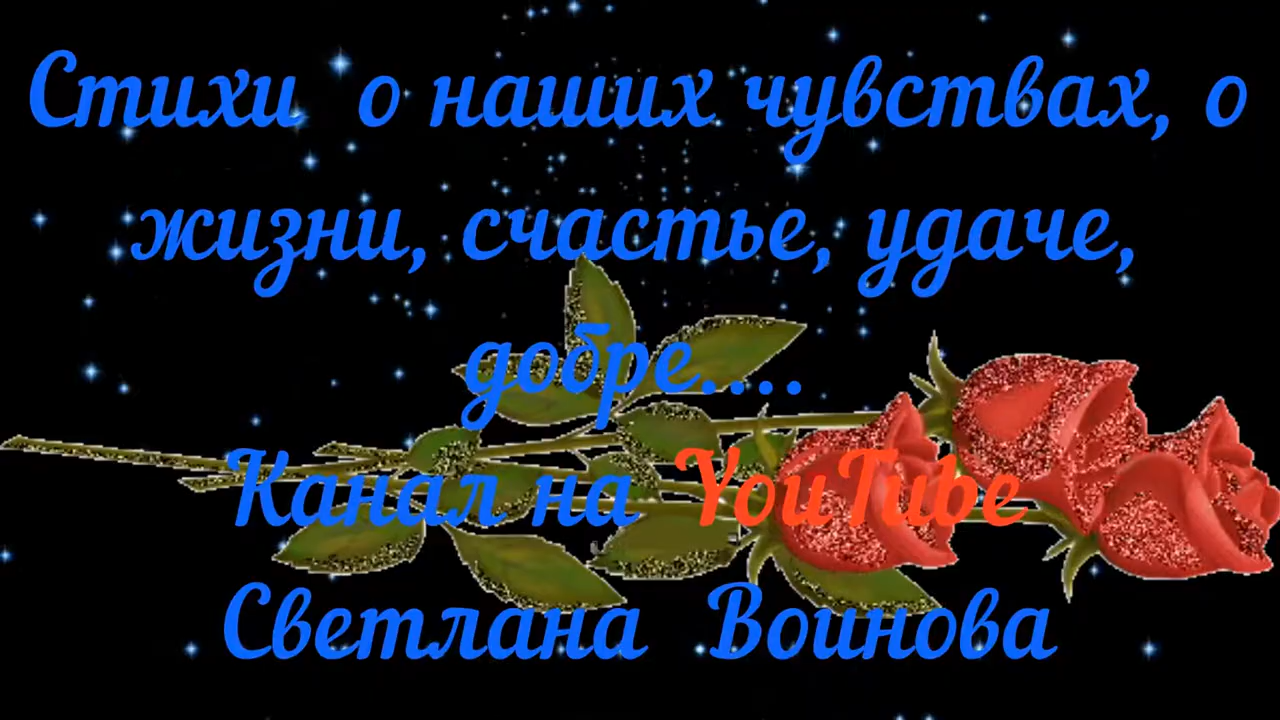 Стихи о наших чувствах, о
жизни, счастье, удаче,
добре....
Канал на YouTube
Светлана Воинова